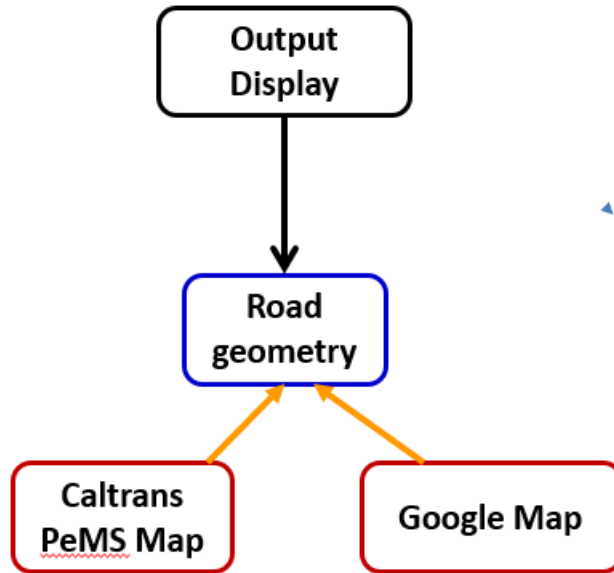 Output
Display
Road
geometry
Caltrans
PeMS Map
Google Map